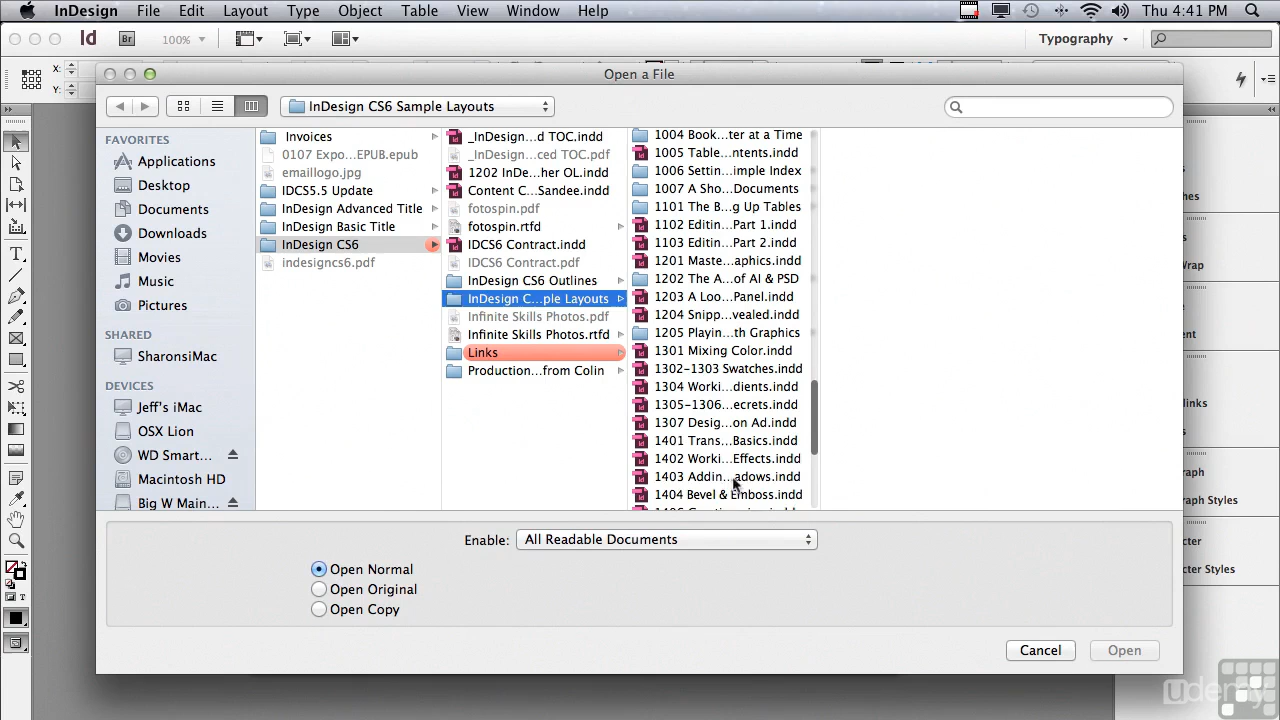 InDesign File Edit Layout Type Object Table View Window Help Thu 4:41 PM
Id Br 100% Typography
X:
Y:
Open a File
InDesign CS6 Sample Layouts
FAVORITES
Applications
Desktop
Documents
Downloads
Movies
Music
Pictures
SHARED
SharonsiMac
DEVICES
Jeff's iMac
OSX Lion
WD Smart...
Macintosh HD
Big W Main...
Invoices
0107 Expo...EPUB.epub
emaillogo.jpg
IDCS5.5 Update
InDesign Advanced Title
InDesign Basic Title
InDesign CS6
indesigncs6.pdf
_InDesign...d TOC.indd
_InDesign...ced TOC.pdf
1202 InDe...her OL.indd
Content C...Sandee.indd
fotospin.pdf
fotospin.rtfd
IDCS6 Contract.indd
IDCS6 Contract.pdf
InDesign CS6 Outlines
InDesign C...ple Layouts
Infinite Skills Photos.pdf
Infinite Skills Photos.rtfd
Links
Production...from Colin
1004 Book...ter at a Time
1005 Table...ntents.indd
1006 Settin...imple Index
1007 A Sho...Documents
1101 The B...g Up Tables
1102 Editin...Part 1.indd
1103 Editin...Part 2.indd
1201 Maste...aphics.indd
1202 The A...of AI & PSD
1203 A Loo...Panel.indd
1204 Snipp...vealed.indd
1205 Playin...th Graphics
1301 Mixing Color.indd
1302-1303 Swatches.indd
1304 Worki...dients.indd
1305-1306...ecrets.indd
1307 Desig...on Ad.indd
1401 Trans...Basics.indd
1402 Worki...Effects.indd
1403 Addin...adows.indd
1404 Bevel & Emboss.indd
s
hes
r
Wrap
r
ent
links
rks
raph
raph Styles
cter
cter Styles
Enable: All Readable Documents
Open Normal
Open Original
Open Copy
Cancel Open
udemy